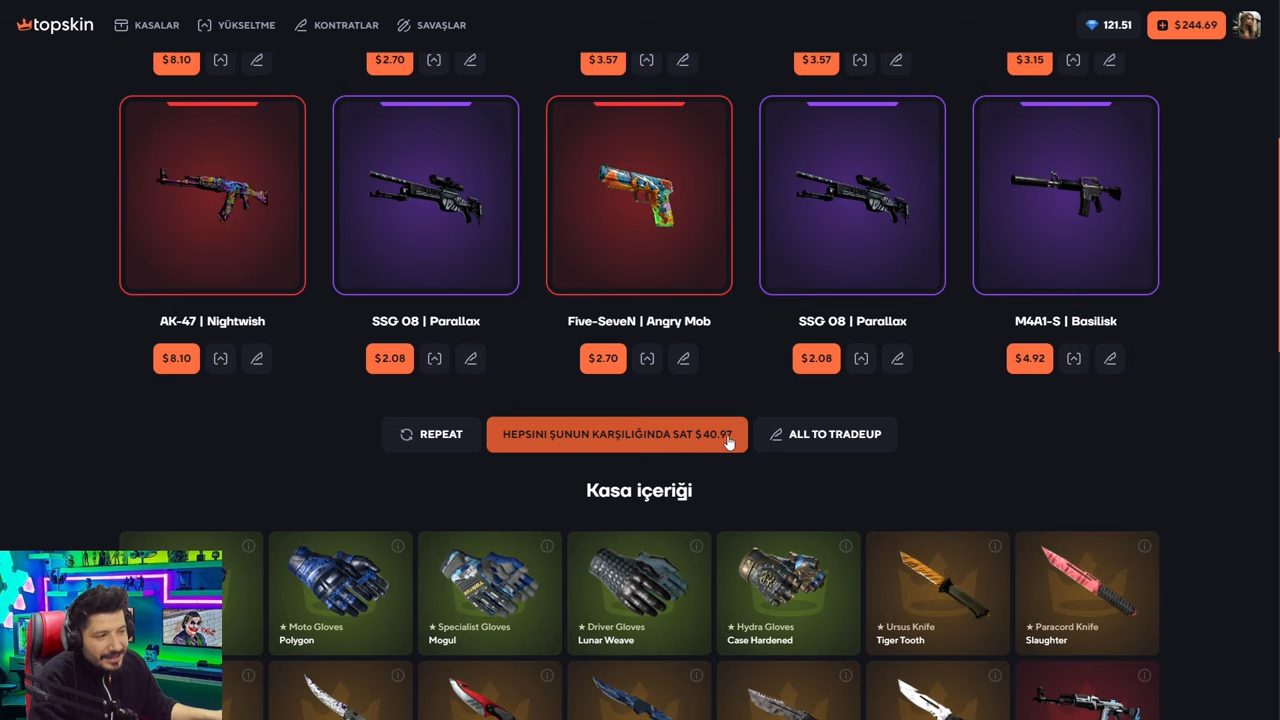 topskin KASALAR YÜKSELTME KONTRATLAR SAVAŞLAR 121.51 $244.69
$8.10 $2.70 $3.57 $3.57 $3.15
AK-47 | Nightwish SSG 08 | Parallax Five-SeveN | Angry Mob SSG 08 | Parallax M4A1-S | Basilisk
$8.10 $2.08 $2.70 $2.08 $4.92
REPEAT HEPSINI ŞUNUN KARŞILIĞINDA SAT $40.97 ALL TO TRADEUP
Kasa içeriği
★ Moto Gloves ★ Specialist Gloves ★ Driver Gloves ★ Hydra Gloves ★ Ursus Knife ★ Paracord Knife
Polygon Mogul Lunar Weave Case Hardened Tiger Tooth Slaughter